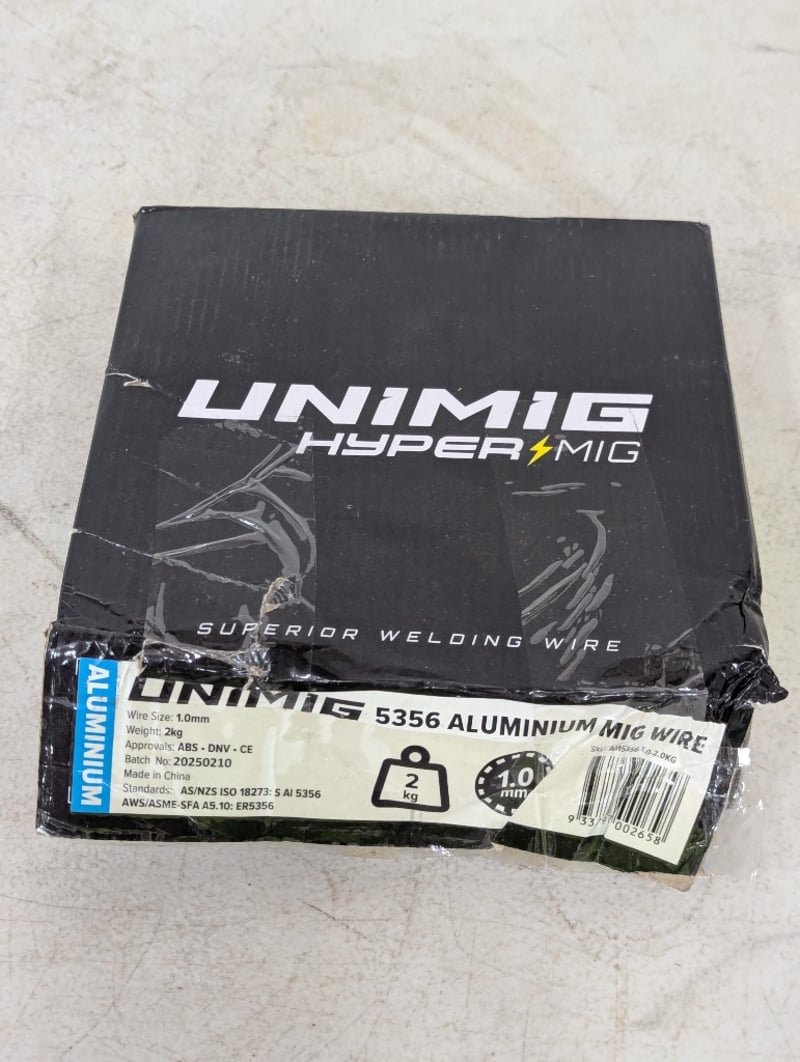 UNIMIG
HYPER MIG
SUPERIOR WELDING WIRE
ALUMINIUM
UNIMIG 5356 ALUMINIUM MIG WIRE
Wire Size: 1.0mm
Weight: 2kg
Approvals: ABS • DNV • CE
Batch No: 20250210
Made in China
Standards: AS/NZS ISO 18273: S Al 5356
AWS/ASME-SFA A5.10: ER5356
2
kg
1.0
mm
002658